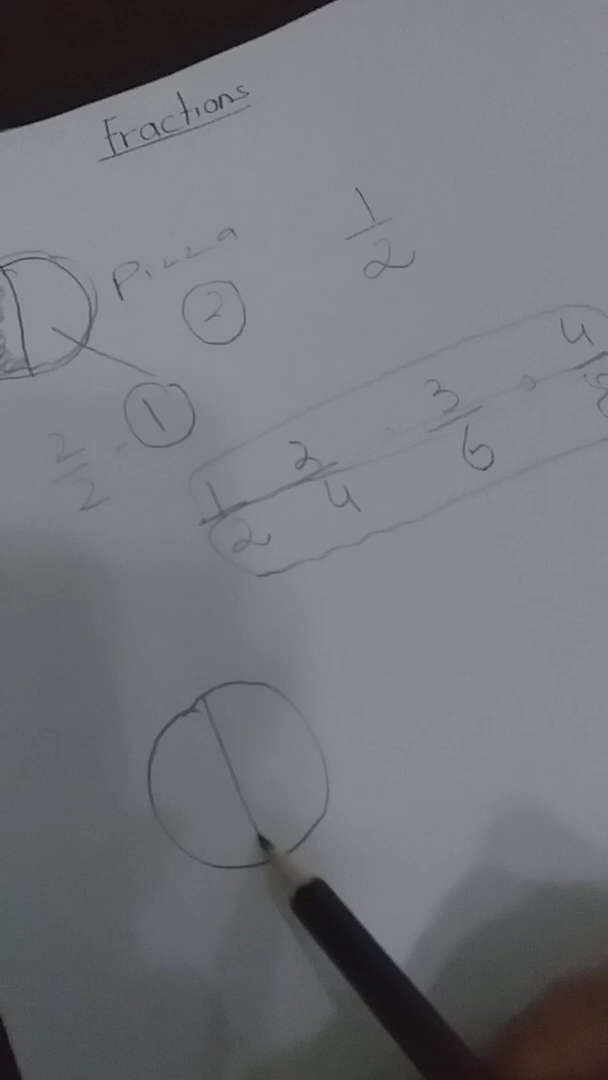 Fractions
Pizza
1/2
2
1
2/2
1/2 2/4 , 3/6 , 4/8